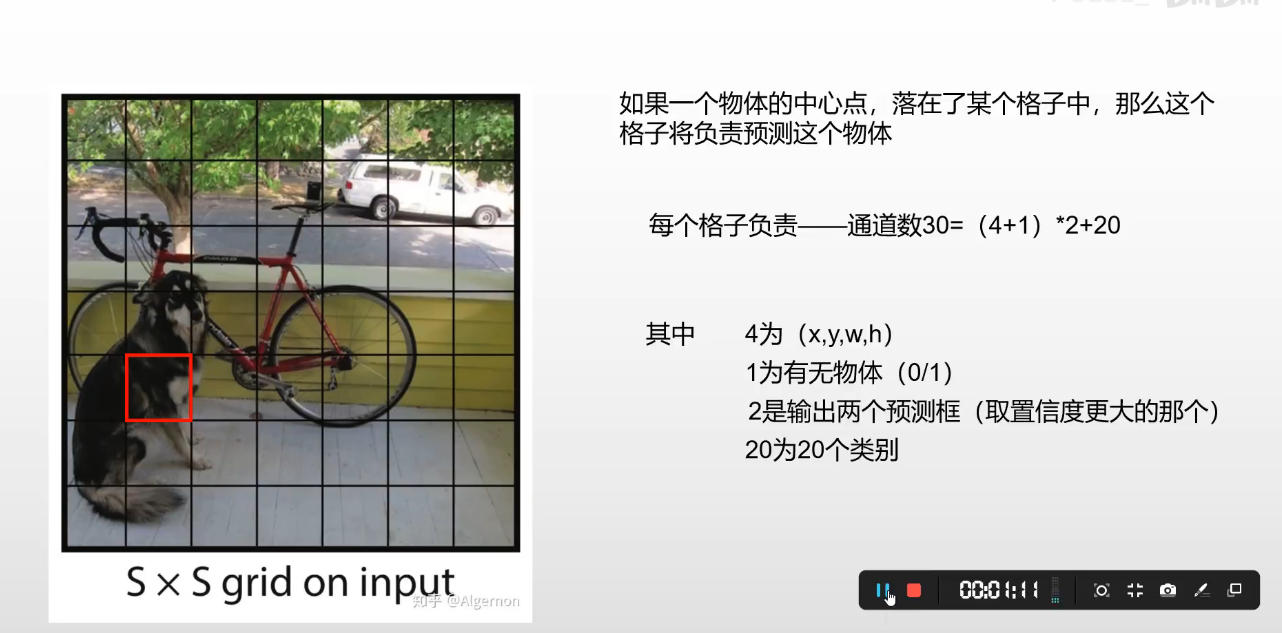 如果一个物体的中心点，落在了某个格子中，那么这个
格子将负责预测这个物体
每个格子负责——通道数30=（4+1）*2+20
其中 4为（x,y,w,h）
1为有无物体（0/1）
2是输出两个预测框（取置信度更大的那个）
20为20个类别
S × S grid on input
知乎 @Algernon
00:01:11